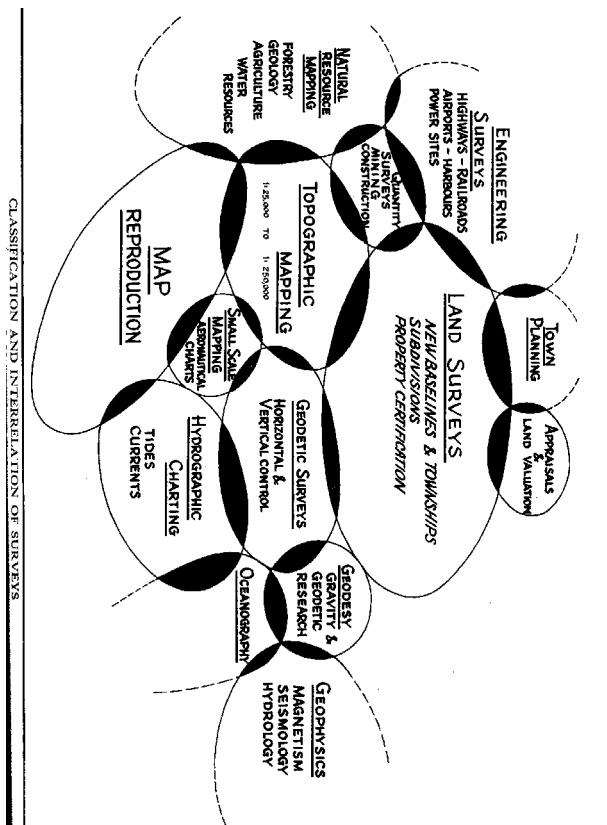 ENGINEERING
SURVEYS
HIGHWAYS - RAILROADS
AIRPORTS - HARBOURS
POWER SITES
TOWN
PLANNING
APPRAISALS
&
LAND VALUATION
LAND SURVEYS
NEW BASELINES & TOWNSHIPS
SUBDIVISIONS
PROPERTY CERTIFICATION
QUANTITY
SURVEYS
MINING
CONSTRUCTION
NATURAL
RESOURCE
MAPPING
FORESTRY
GEOLOGY
AGRICULTURE
WATER
RESOURCES
TOPOGRAPHIC
MAPPING
1:25,000 TO 1:250,000
GEODETIC SURVEYS
HORIZONTAL &
VERTICAL CONTROL
GEODESY
GRAVITY &
GEODETIC
RESEARCH
GEOPHYSICS
MAGNETISM
SEISMOLOGY
HYDROLOGY
SMALL SCALE
MAPPING
AERONAUTICAL
CHARTS
OCEANOGRAPHY
HYDROGRAPHIC
CHARTING
TIDES
CURRENTS
MAP
REPRODUCTION
CLASSIFICATION AND INTERRELATION OF SURVEYS